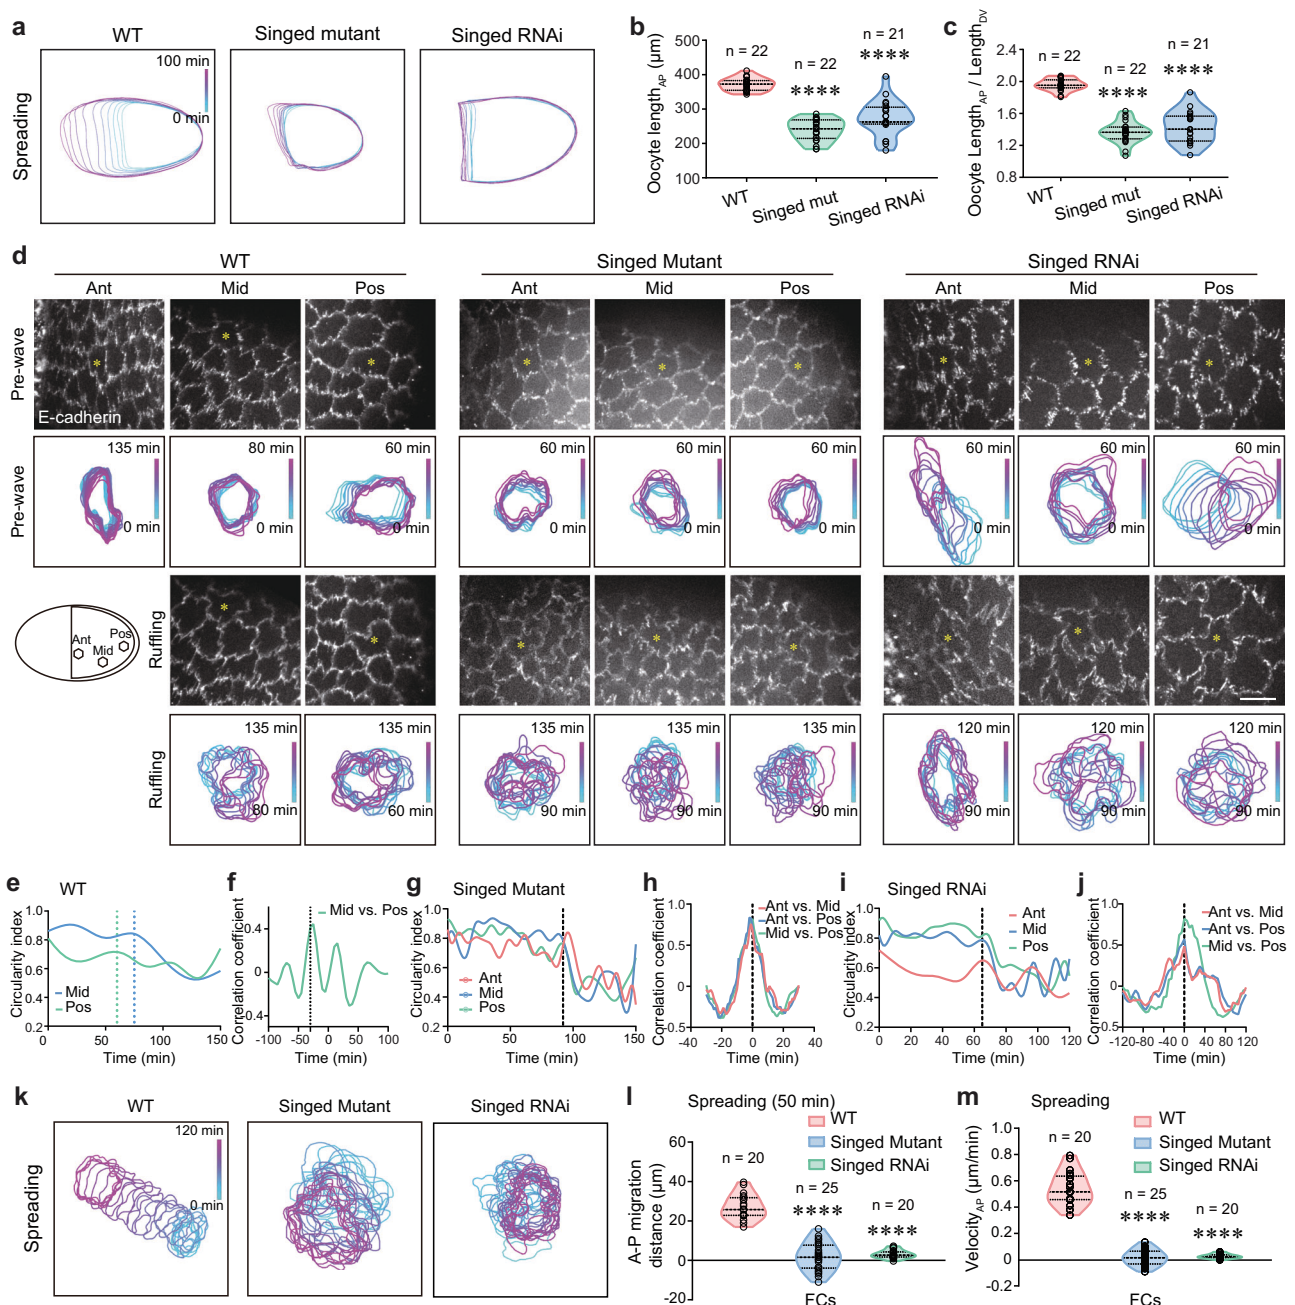 a
WT
Singed mutant
Singed RNAi
Spreading
100 min
0 min
b
Oocyte length AP (µm)
500
400
300
200
100
n = 22
n = 22
n = 21
****
****
WT
Singed mut
Singed RNAi
c
Oocyte Length AP / Length DV
2.4
2.0
1.6
1.2
0.8
n = 22
n = 22
n = 21
****
****
WT
Singed mut
Singed RNAi
d
WT
Singed Mutant
Singed RNAi
Ant
Mid
Pos
Ant
Mid
Pos
Ant
Mid
Pos
Pre-wave
E-cadherin
* * * * * * * * *
Pre-wave
135 min
0 min
80 min
0 min
60 min
0 min
60 min
0 min
60 min
0 min
60 min
0 min
60 min
0 min
60 min
0 min
60 min
0 min
Ant
Mid
Pos
Ruffling
* * * * * * * *
Ruffling
135 min
80 min
135 min
60 min
135 min
90 min
135 min
90 min
135 min
90 min
120 min
90 min
120 min
90 min
120 min
90 min
e
WT
Circularity index
1.0
0.8
0.6
0.4
0.2
Mid
Pos
0 50 100 150
Time (min)
f
Correlation coefficient
Mid vs. Pos
0.4
0
0.4
-100 -50 0 50 100
Time (min)
g
Singed Mutant
Circularity index
1.0
0.8
0.6
0.4
0.2
Ant
Mid
Pos
0 50 100 150
Time (min)
h
Correlation coefficient
1.0
0.5
0
-0.5
Ant vs. Mid
Ant vs. Pos
Mid vs. Pos
-40 -20 0 20 40
Time (min)
i
Singed RNAi
Circularity index
1.0
0.8
0.6
0.4
0.2
Ant
Mid
Pos
0 20 40 60 80 100 120
Time (min)
j
Correlation coefficient
1.0
0.5
0
0.5
Ant vs. Mid
Ant vs. Pos
Mid vs. Pos
-120 -80 -40 0 40 80 120
Time (min)
k
WT
Singed Mutant
Singed RNAi
Spreading
120 min
0 min
l
Spreading (50 min)
WT
Singed Mutant
Singed RNAi
A-P migration
distance (µm)
60
40
20
0
-20
n = 20
n = 25
n = 20
****
****
FCs
m
Spreading
WT
Singed Mutant
Singed RNAi
Velocity AP (µm/min)
1.0
0.8
0.6
0.4
0.2
0
-0.2
n = 20
n = 25
n = 20
****
****
FCs